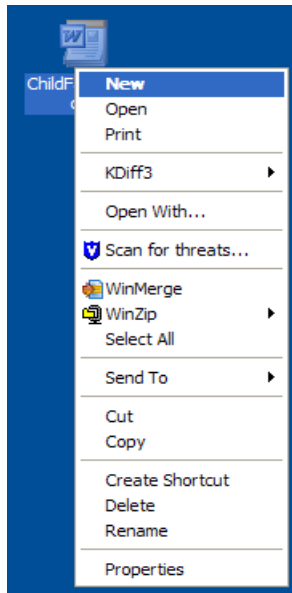 ChildF
New
Open
Print
KDiff3
Open With...
Scan for threats...
WinMerge
WinZip
Select All
Send To
Cut
Copy
Create Shortcut
Delete
Rename
Properties